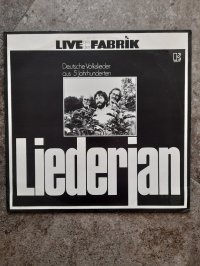 LIVE FABRIK
Deutsche Volkslieder
aus 5 Jahrhunderten
Liederjan